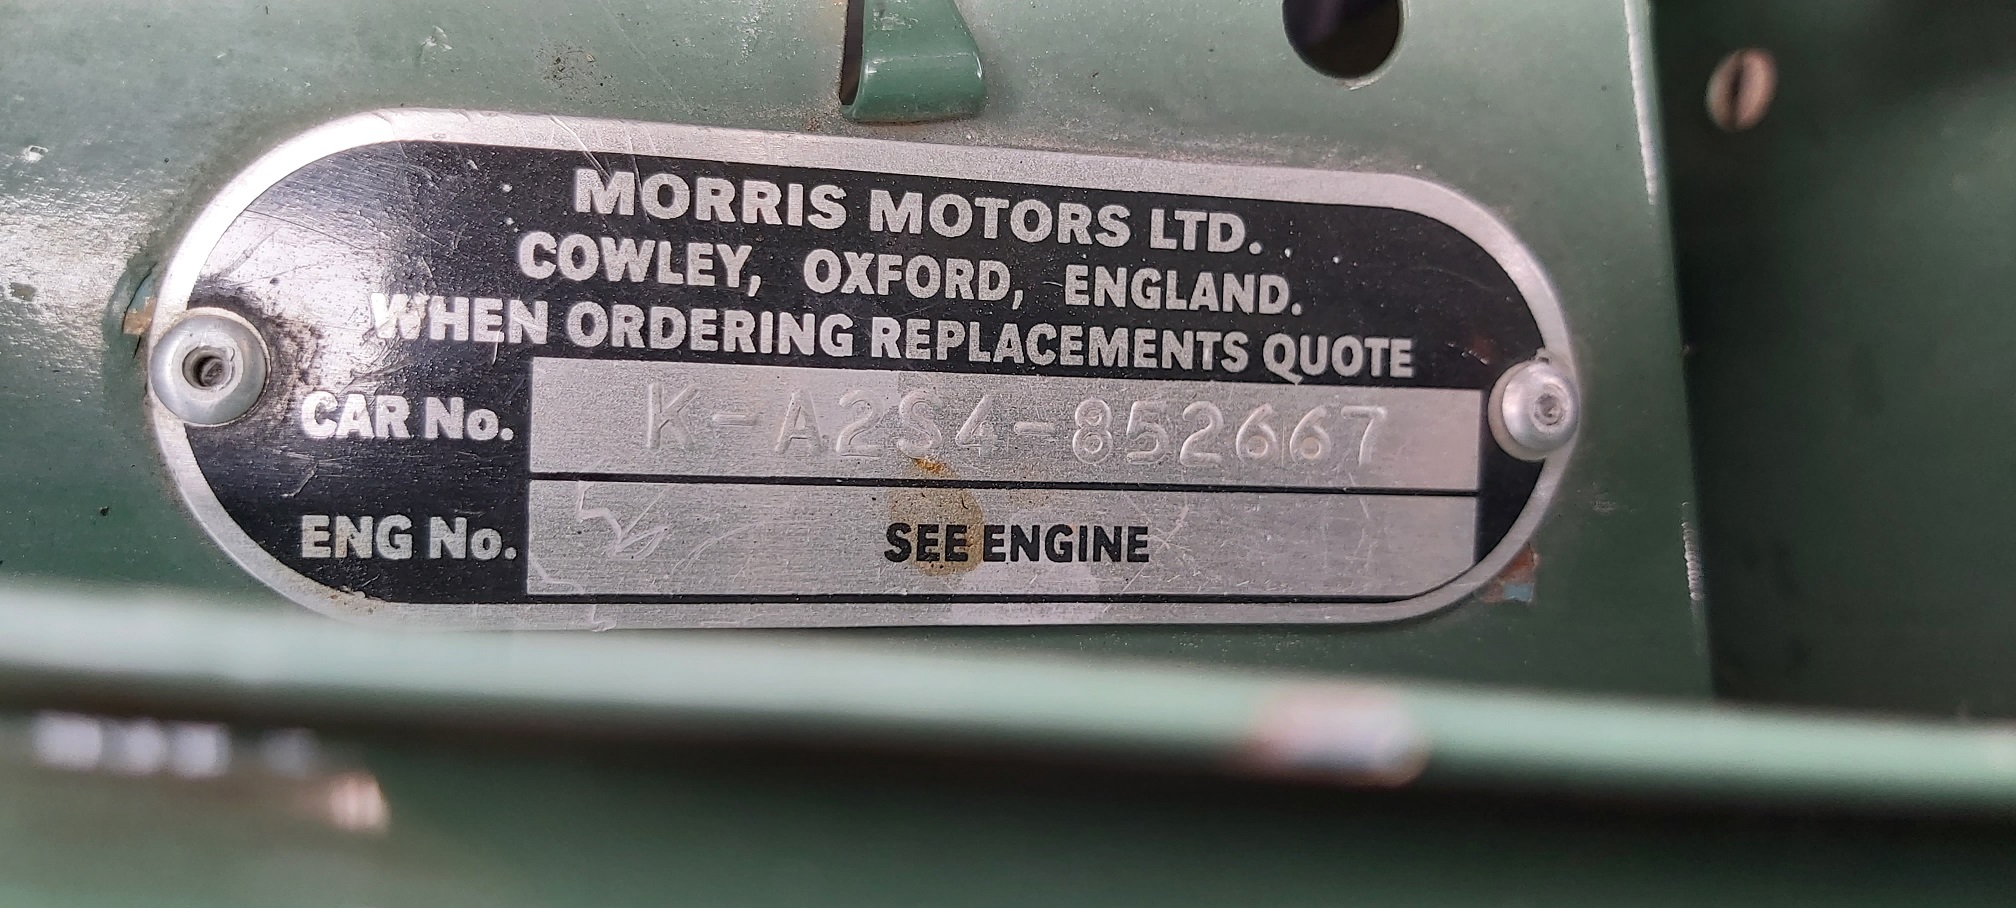 MORRIS MOTORS LTD.
COWLEY, OXFORD, ENGLAND.
WHEN ORDERING REPLACEMENTS QUOTE
CAR No. K-A2S4-852667
ENG No. SEE ENGINE